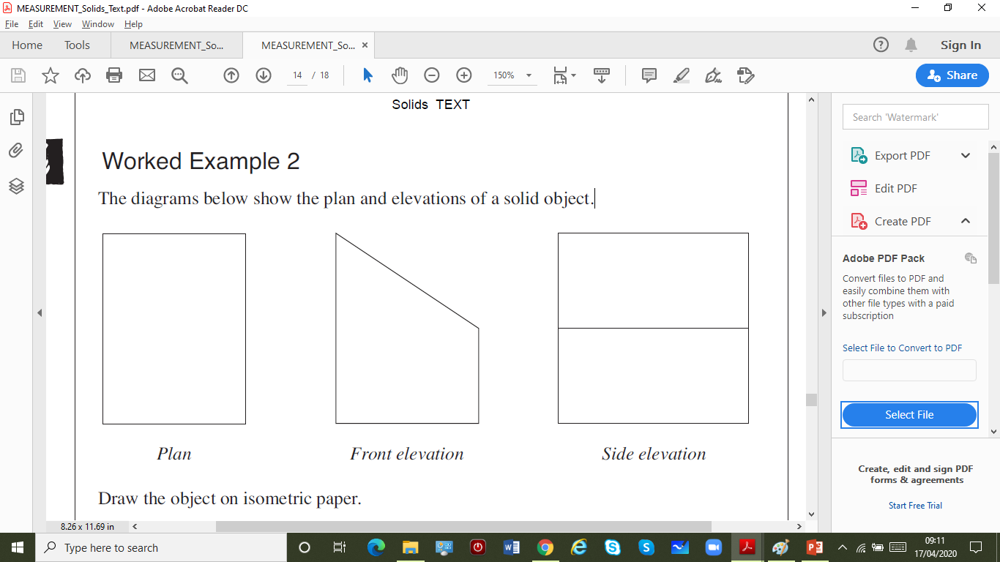 MEASUREMENT_Solids_Text.pdf - Adobe Acrobat Reader DC
File Edit View Window Help
Home Tools MEASUREMENT_So... MEASUREMENT_So... × Sign In
14 / 18 150% Share
Solids TEXT
Worked Example 2
The diagrams below show the plan and elevations of a solid object.
Plan Front elevation Side elevation
Draw the object on isometric paper.
8.26 x 11.69 in
Search 'Watermark'
Export PDF
Edit PDF
Create PDF
Adobe PDF Pack
Convert files to PDF and
easily combine them with
other file types with a paid
subscription
Select File to Convert to PDF
Select File
Create, edit and sign PDF
forms & agreements
Start Free Trial
Type here to search
09:11
17/04/2020